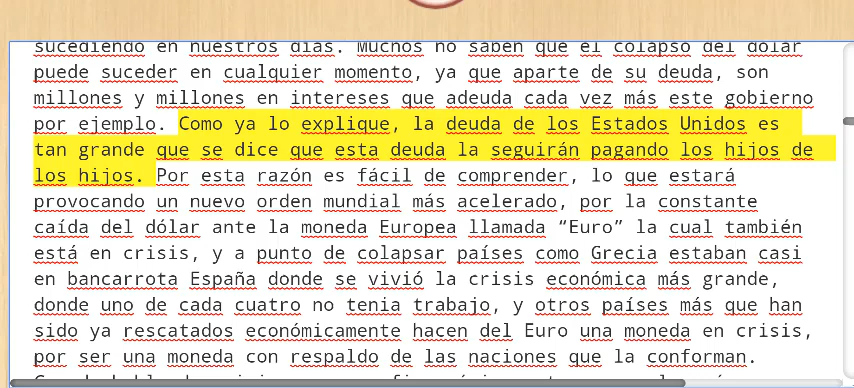 sucediendo en nuestros días. Muchos no saben que el colapso del dólar
puede suceder en cualquier momento, ya que aparte de su deuda, son
millones y millones en intereses que adeuda cada vez más este gobierno
por ejemplo. Como ya lo explique, la deuda de los Estados Unidos es
tan grande que se dice que esta deuda la seguirán pagando los hijos de
los hijos. Por esta razón es fácil de comprender, lo que estará
provocando un nuevo orden mundial más acelerado, por la constante
caída del dólar ante la moneda Europea llamada “Euro” la cual también
está en crisis, y a punto de colapsar países como Grecia estaban casi
en bancarrota España donde se vivió la crisis económica más grande,
donde uno de cada cuatro no tenia trabajo, y otros países más que han
sido ya rescatados económicamente hacen del Euro una moneda en crisis,
por ser una moneda con respaldo de las naciones que la conforman.